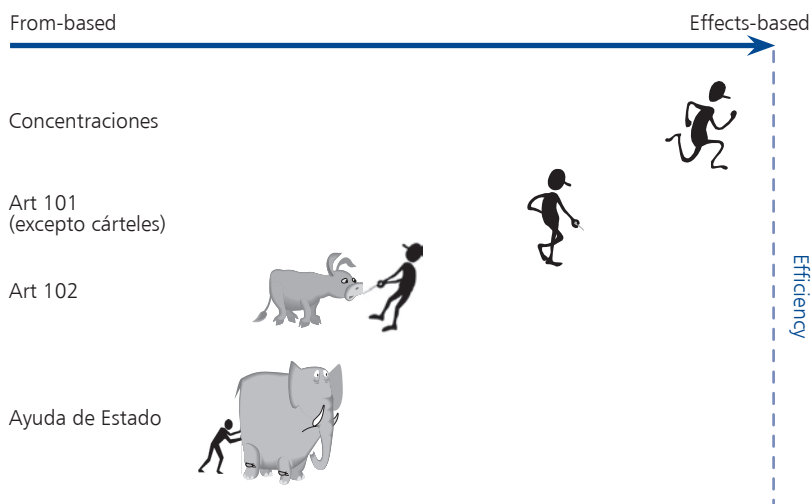 From-based
Effects-based
Concentraciones
Art 101
(excepto cárteles)
Art 102
Ayuda de Estado
Efficiency